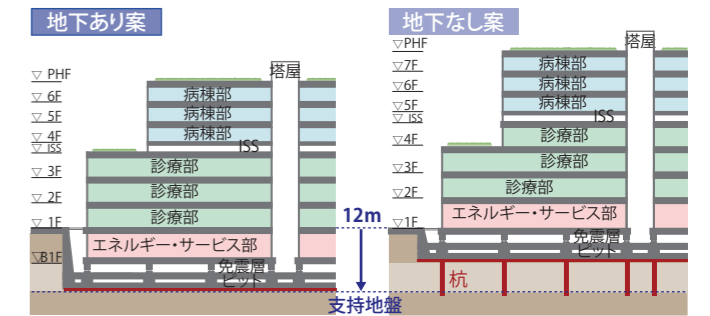 地下あり案
▽ PHF
▽ 6F
▽ 5F
▽ 4F
▽ ISS
▽ 3F
▽ 2F
▽ 1F
▽B1F
塔屋
病棟部
病棟部
病棟部
ISS
診療部
診療部
診療部
エネルギー・サービス部
免震層
ピット
12m
支持地盤
地下なし案
▽PHF
▽7F
▽6F
▽5F
▽ ISS
▽4F
▽3F
▽2F
▽1F
塔屋
病棟部
病棟部
病棟部
ISS
診療部
診療部
診療部
エネルギー・サービス部
免震層
ピット
杭